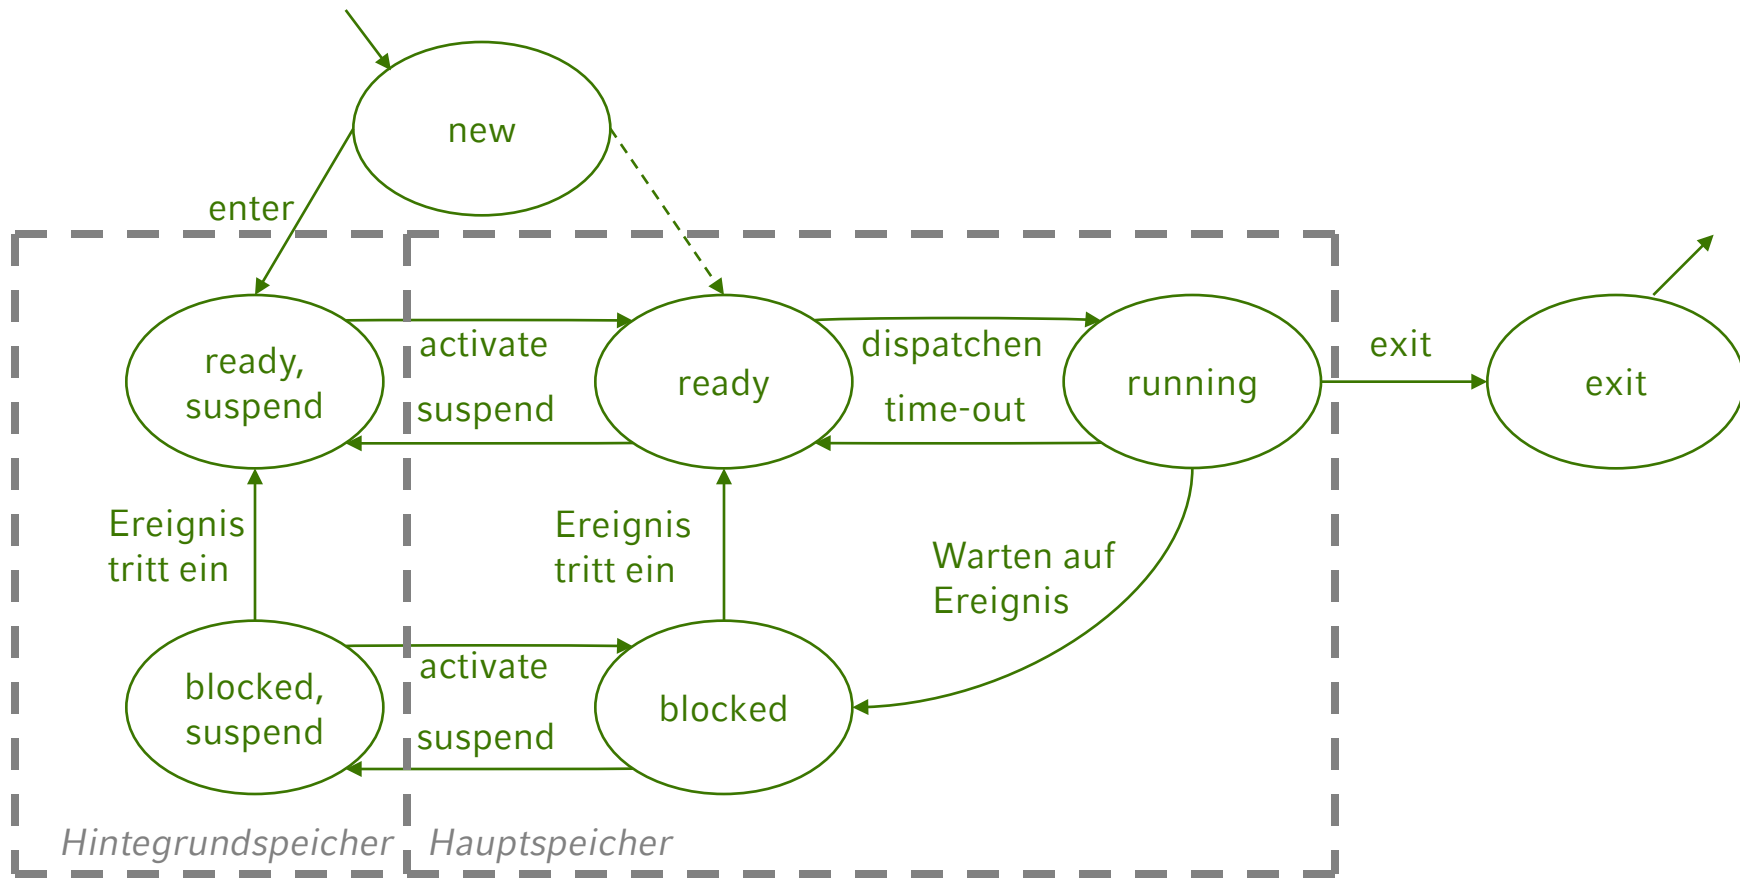 new
enter
ready,
suspend
activate
suspend
ready
dispatchen
time-out
running
exit
exit
Ereignis
tritt ein
Ereignis
tritt ein
Warten auf
Ereignis
blocked,
suspend
activate
suspend
blocked
Hintegrundspeicher
Hauptspeicher